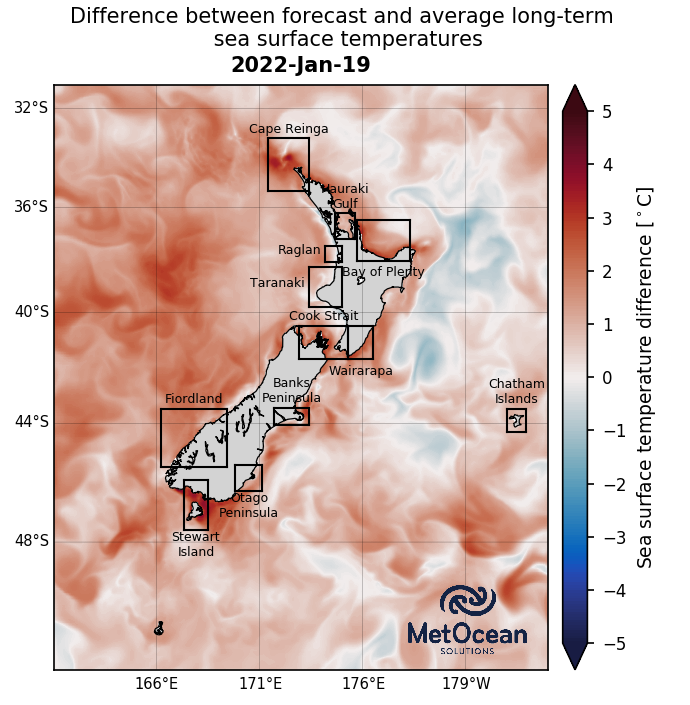 Difference between forecast and average long-term
sea surface temperatures
2022-Jan-19
32°S
36°S
40°S
44°S
48°S
166°E
171°E
176°E
179°W
Cape Reinga
Hauraki
Gulf
Raglan
Bay of Plenty
Taranaki
Cook Strait
Wairarapa
Banks
Peninsula
Fiordland
Chatham
Islands
Otago
Peninsula
Stewart
Island
MetOcean
SOLUTIONS
5
4
3
2
1
0
−1
−2
−3
−4
−5
Sea surface temperature difference [°C]